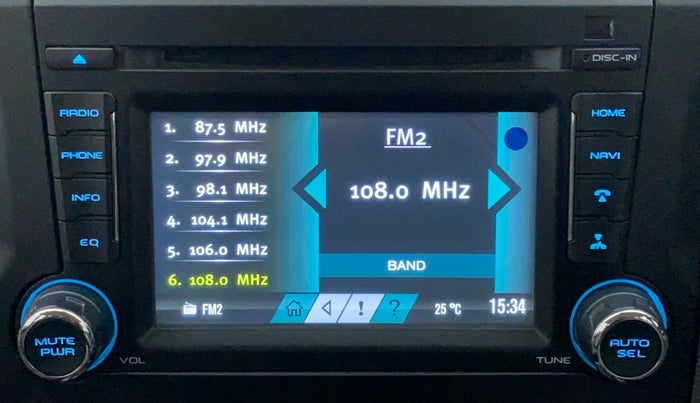 DISC-IN
RADIO
PHONE
INFO
EQ
1. 87.5 MHz
2. 97.9 MHz
3. 98.1 MHz
4. 104.1 MHz
5. 106.0 MHz
6. 108.0 MHz
FM2
108.0 MHz
BAND
FM2
!
?
25 °C
15:34
HOME
NAVI
MUTE
PWR
VOL
TUNE
AUTO
SEL